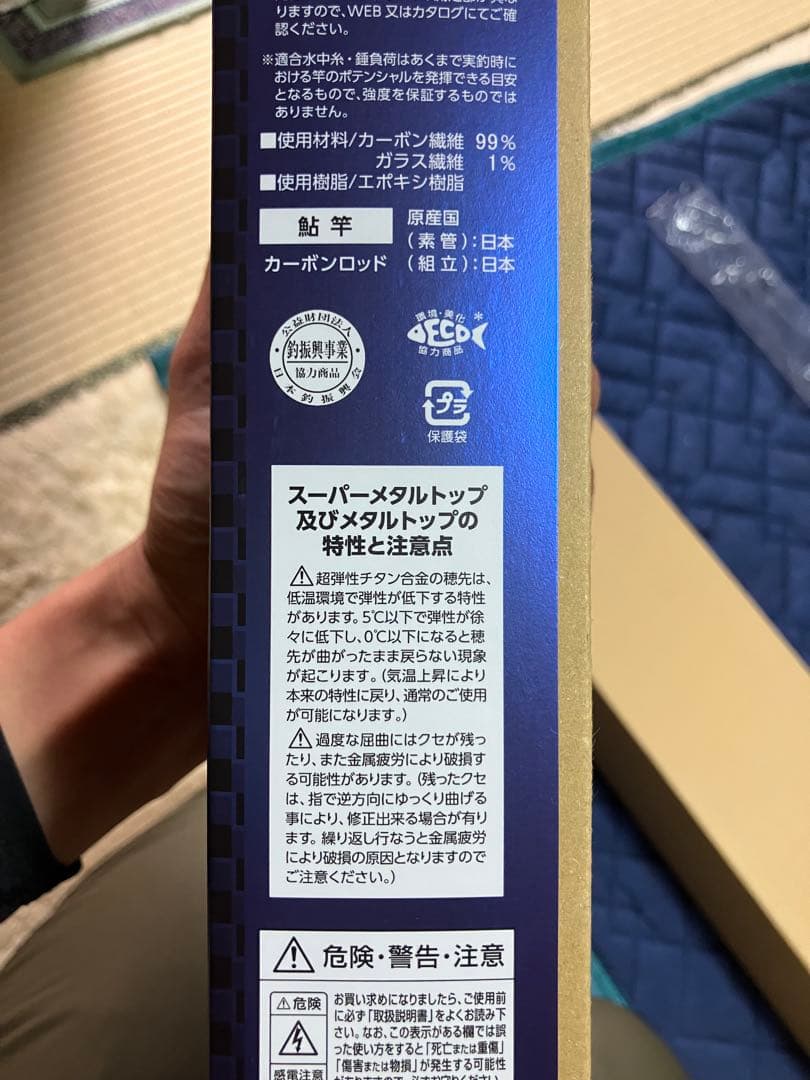 りますので、WEB 又はカタログにてご確
認ください。
※適合水中糸・錘負荷はあくまで実釣時に
おける竿のポテンシャルを発揮できる目安
となるもので、強度を保証するものでは
ありません。
■使用材料/カーボン繊維 99%
ガラス繊維 1%
■使用樹脂/エポキシ樹脂
鮎竿
カーボンロッド
原産国
(素管):日本
(組立):日本
公益財団法人
釣振興事業
協力商品
日本釣振興会
環境・美化
ECO
協力商品
プラ
保護袋
スーパーメタルトップ
及びメタルトップの
特性と注意点
⚠超弾性チタン合金の穂先は、
低温環境で弾性が低下する特性
があります。5℃以下で弾性が徐
々に低下し、0℃以下になると穂
先が曲がったまま戻らない現象
が起こります。(気温上昇により
本来の特性に戻り、通常のご使用
が可能になります。)
⚠過度な屈曲にはクセが残っ
たり、また金属疲労により破損す
る可能性があります。(残ったクセ
は、指で逆方向にゆっくり曲げる
事により、修正出来る場合が有り
ます。繰り返し行なうと金属疲労
により破損の原因となりますので
ご注意ください。)
⚠危険・警告・注意
⚠危険
感電注意
お買い求めになりましたら、ご使用前
に必ず「取扱説明書」をよくお読み下
さい。なお、この表示がある欄では誤
った使い方をすると「死亡または重傷」
「傷害または物損」が発生する可能性